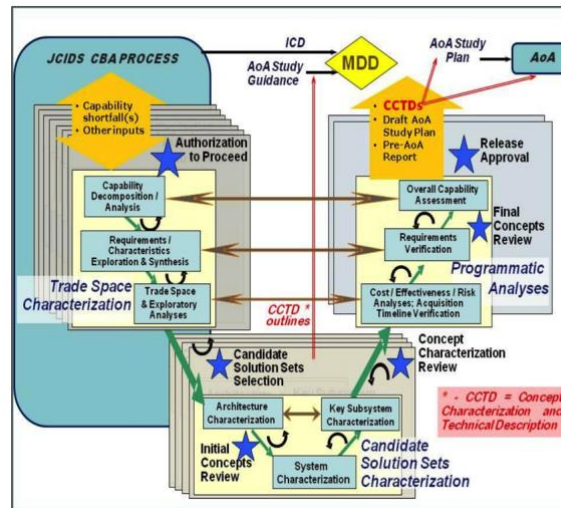 JCIDS CBA PROCESS
ICD
AoA Study
Guidance
MDD
AoA Study
Plan
AoA
• Capability
shortfall(s)
• Other inputs
• CCTDs
• Draft AoA
Study Plan
• Pre-AoA
Report
Authorization
to Proceed
Release
Approval
Capability
Decomposition /
Analysis
Overall Capability
Assessment
Final
Concepts
Review
Requirements /
Characteristics
Exploration & Synthesis
Requirements
Verification
Trade Space
Characterization
Programmatic
Analyses
Trade Space
& Exploratory
Analyses
Cost / Effectiveness / Risk
Analyses; Acquisition
Timeline Verification
CCTD *
outlines
Candidate
Solution Sets
Selection
Concept
Characterization
Review
Architecture
Characterization
Key Subsystem
Characterization
* - CCTD = Concept
Characterization and
Technical Description
Initial
Concepts
Review
System
Characterization
Candidate
Solution Sets
Characterization